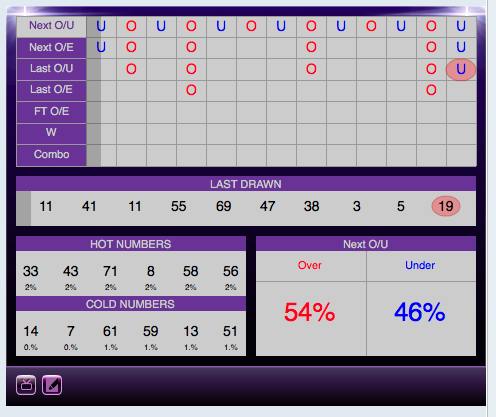 Next O/U U O U O U O U O U O U O U
Next O/E U O O O O U
Last O/U O O O O U
Last O/E O O
FT O/E
W
Combo
LAST DRAWN
11 41 11 55 69 47 38 3 5 19
HOT NUMBERS
33 43 71 8 58 56
2% 2% 2% 2% 2% 2%
COLD NUMBERS
14 7 61 59 13 51
0.% 0.% 1.% 1.% 1.% 1.%
Next O/U
Over Under
54% 46%